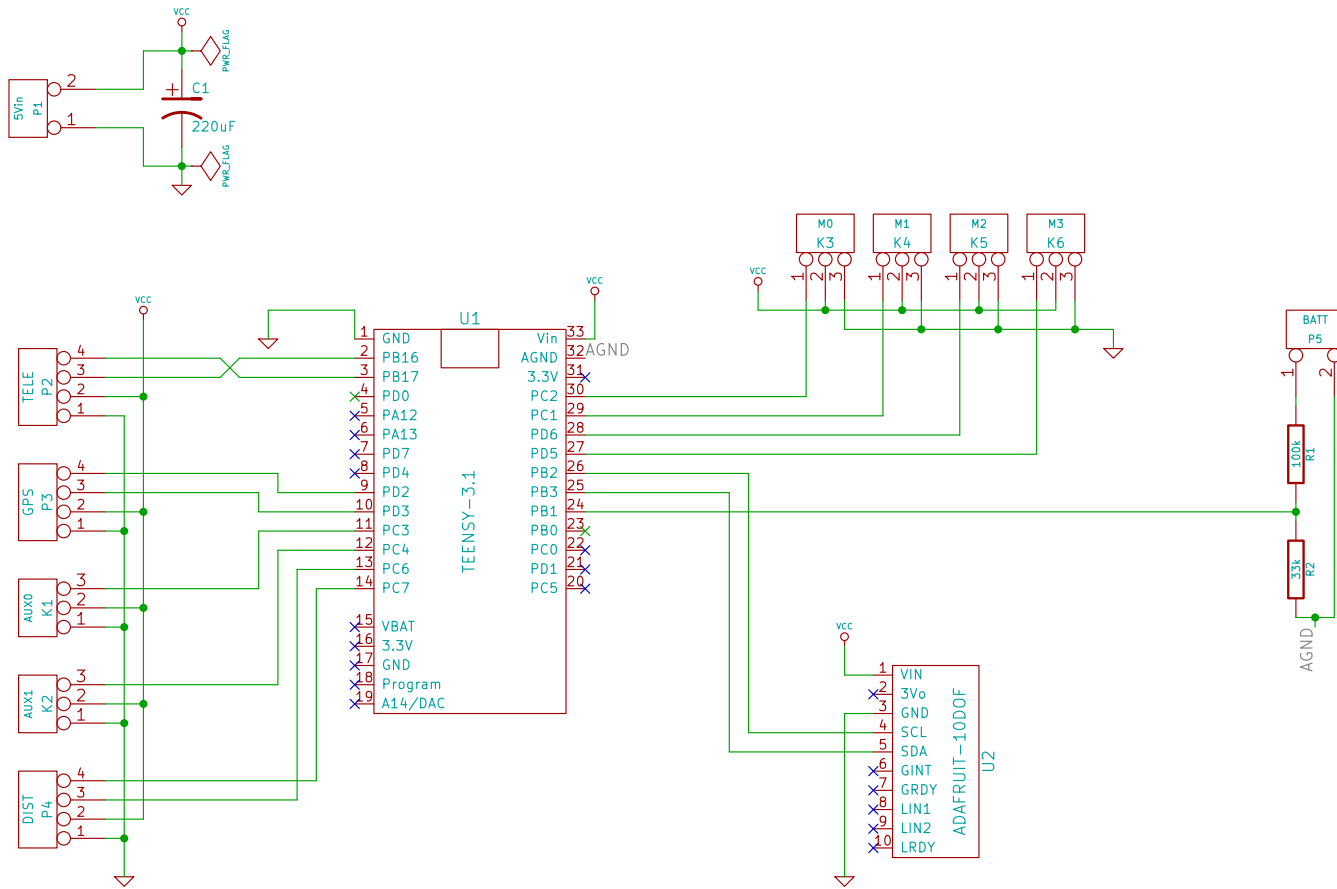 VCC
PWR_FLAG
5Vin
P1
2
1
C1
220uF
PWR_FLAG
M0
K3
1
2
3
M1
K4
1
2
3
M2
K5
1
2
3
M3
K6
1
2
3
VCC
VCC
VCC
BATT
P5
1
2
100k
R1
33k
R2
AGND
TELE
P2
4
3
2
1
GPS
P3
4
3
2
1
AUX0
K1
3
2
1
AUX1
K2
3
2
1
DIST
P4
4
3
2
1
U1
TEENSY-3.1
1 GND
2 PB16
3 PB17
4 PD0
5 PA12
6 PA13
7 PD7
8 PD4
9 PD2
10 PD3
11 PC3
12 PC4
13 PC6
14 PC7
15 VBAT
16 3.3V
17 GND
18 Program
19 A14/DAC
Vin 33
AGND 32 AGND
3.3V 31
PC2 30
PC1 29
PD6 28
PD5 27
PB2 26
PB3 25
PB1 24
PB0 23
PC0 22
PD1 21
PC5 20
VCC
1 VIN
2 3Vo
3 GND
4 SCL
5 SDA
6 GINT
7 GRDY
8 LIN1
9 LIN2
10 LRDY
ADAFRUIT-10DOF
U2